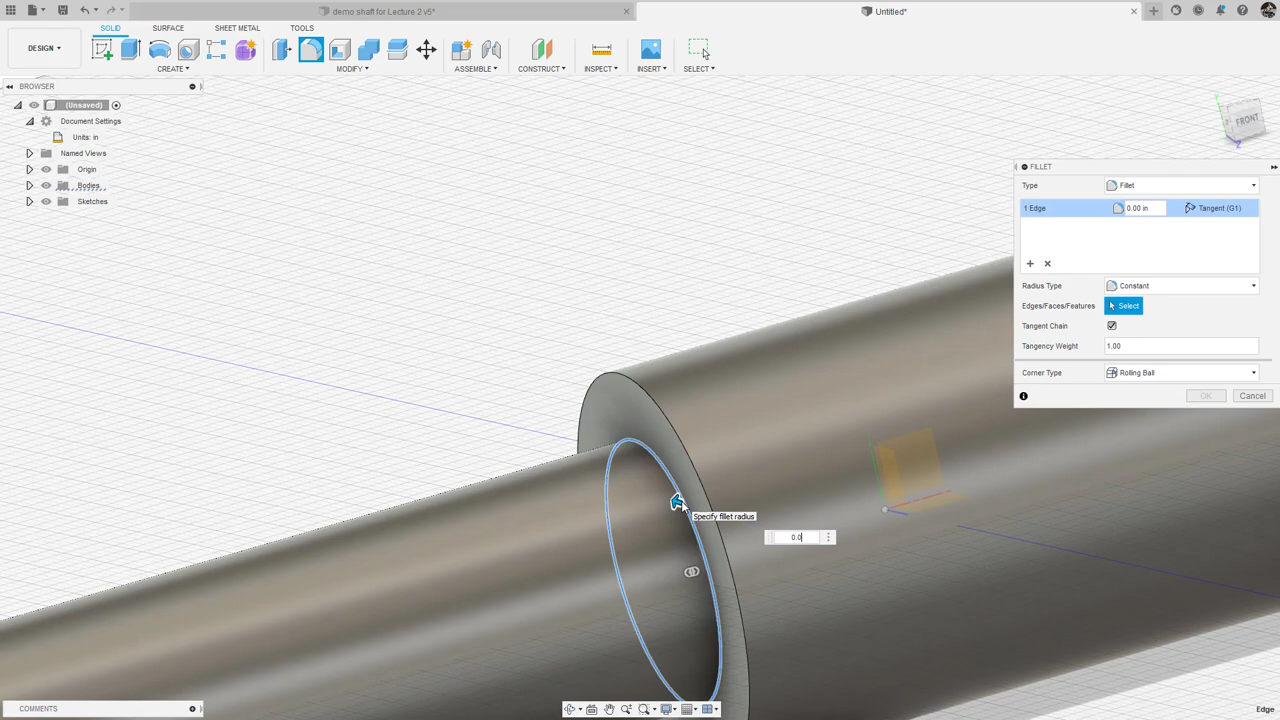 demo shaft for Lecture 2 v5*
Untitled*
SOLID
SURFACE
SHEET METAL
TOOLS
DESIGN
CREATE
MODIFY
ASSEMBLE
CONSTRUCT
INSPECT
INSERT
SELECT
BROWSER
(Unsaved)
Document Settings
Units: in
Named Views
Origin
Bodies
Sketches
FRONT
Z
FILLET
Type
Fillet
1 Edge
0.00 in
Tangent (G1)
Radius Type
Constant
Edges/Faces/Features
Select
Tangent Chain
Tangency Weight
1.00
Corner Type
Rolling Ball
OK
Cancel
Specify fillet radius
0.0
COMMENTS
Edge